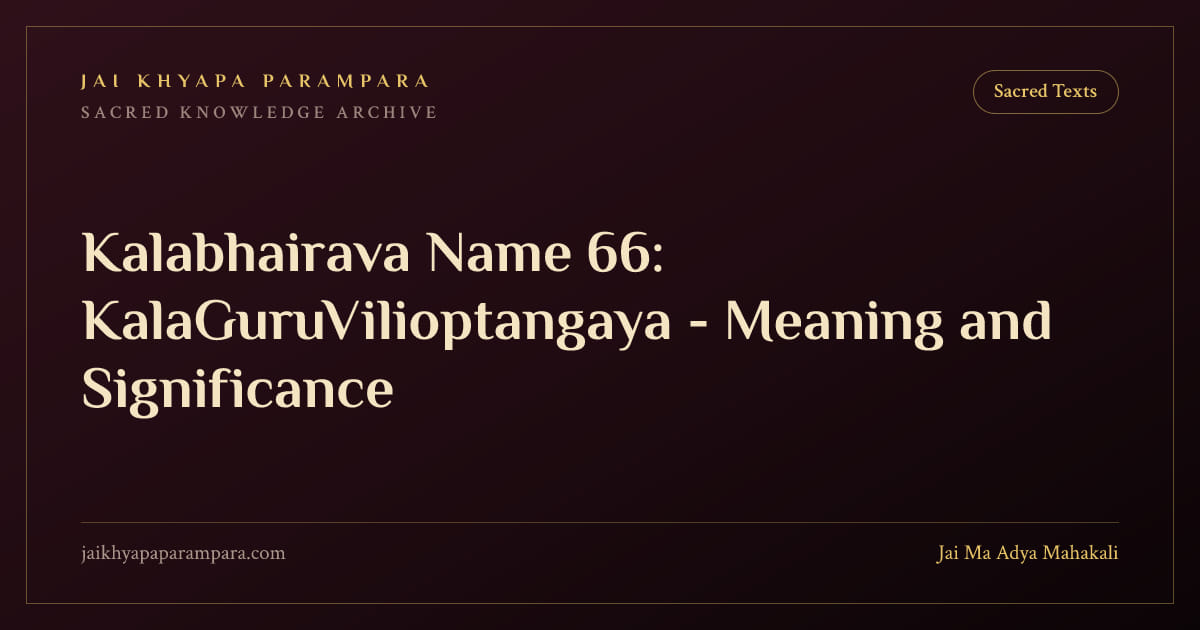 JAI KHYAPA PARAMPARA
SACRED KNOWLEDGE ARCHIVE
Sacred Texts
Kalabhairava Name 66:
KalaGuruVilioptangaya - Meaning and
Significance
jaikhyapaparampara.com
Jai Ma Adya Mahakali